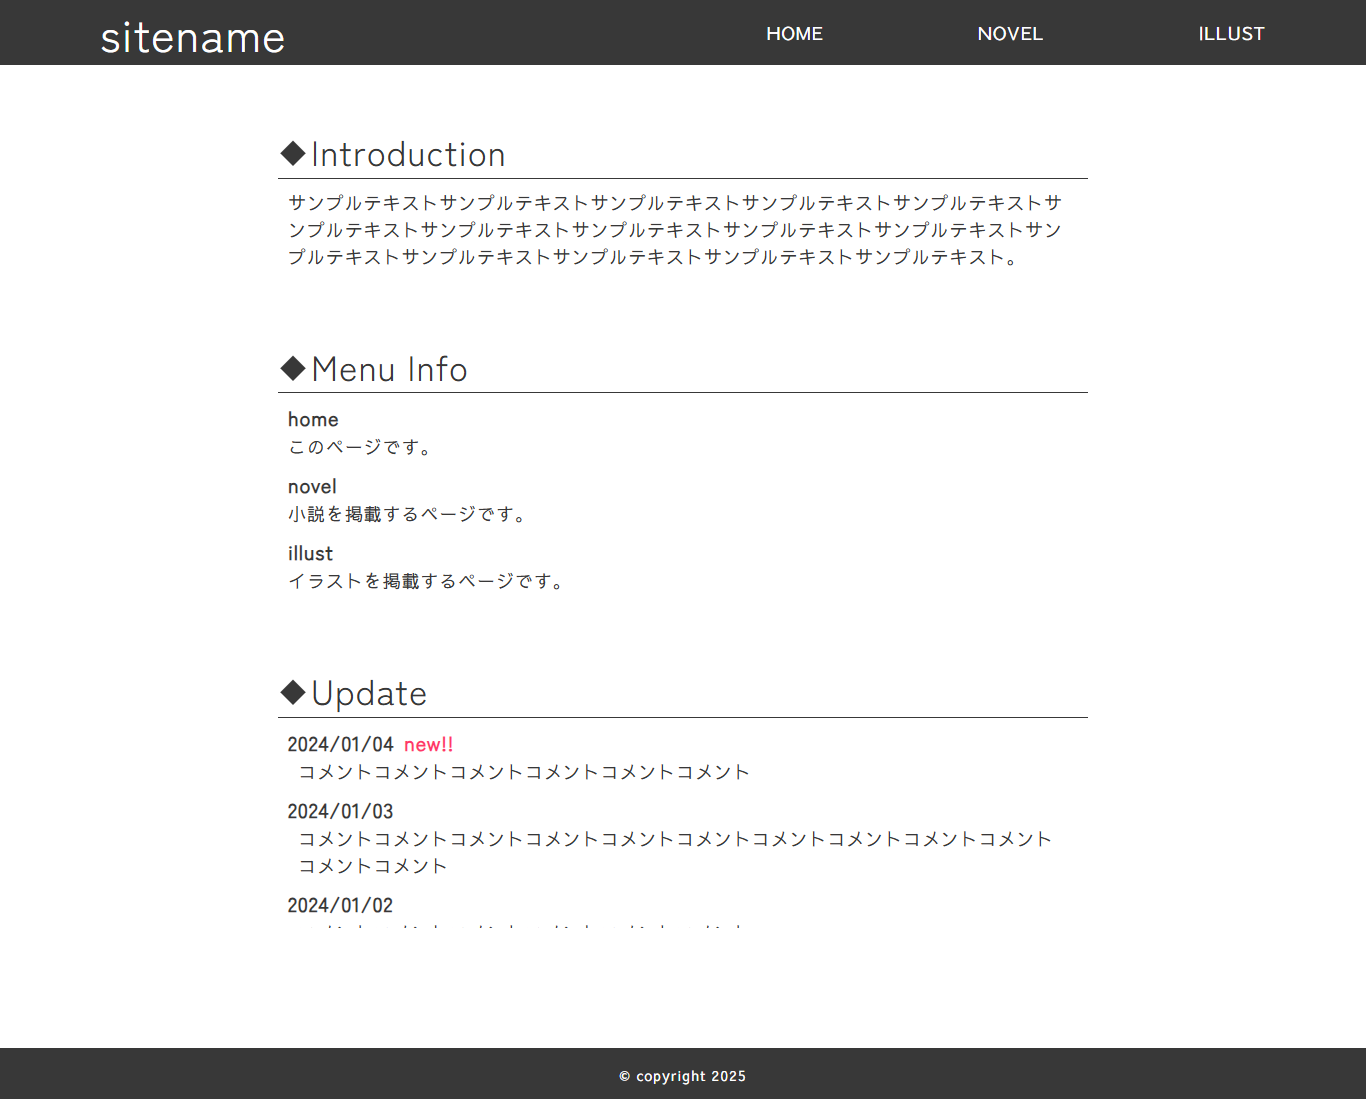 sitename
HOME
NOVEL
ILLUST
◆Introduction
サンプルテキストサンプルテキストサンプルテキストサンプルテキストサンプルテキストサ
ンプルテキストサンプルテキストサンプルテキストサンプルテキストサンプルテキストサン
プルテキストサンプルテキストサンプルテキストサンプルテキストサンプルテキスト。
◆Menu Info
home
このページです。
novel
小説を掲載するページです。
illust
イラストを掲載するページです。
◆Update
2024/01/04 new!!
コメントコメントコメントコメントコメントコメント
2024/01/03
コメントコメントコメントコメントコメントコメントコメントコメントコメントコメント
コメントコメント
2024/01/02
© copyright 2025